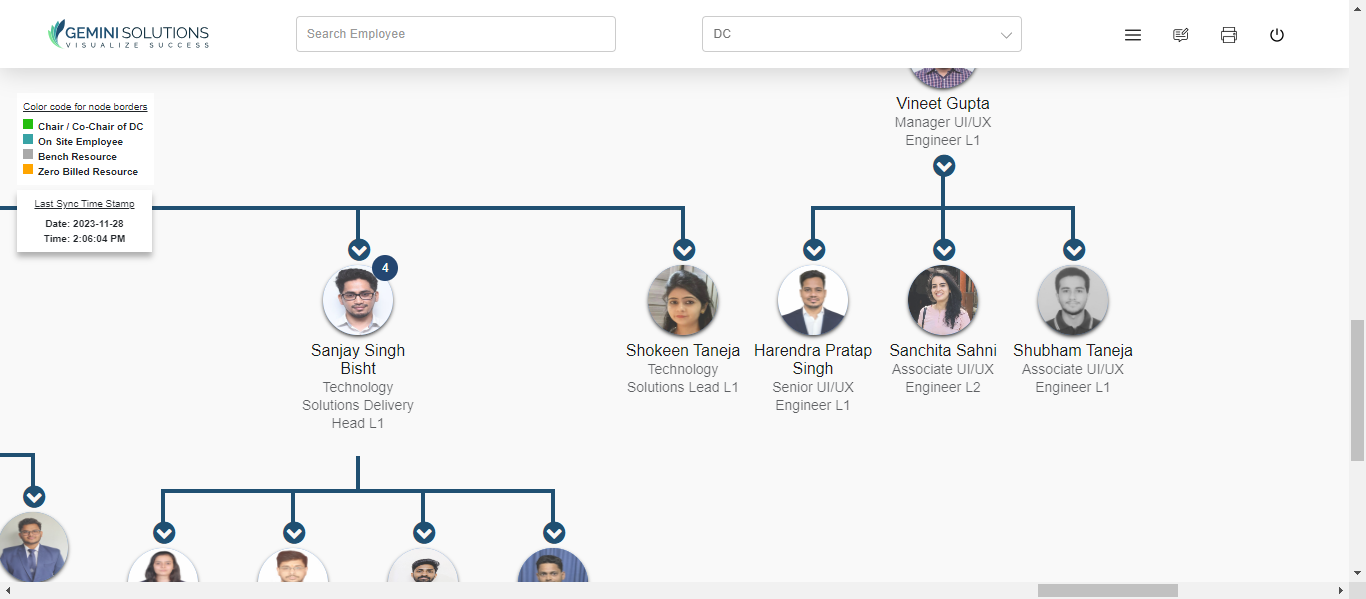 GEMINI SOLUTIONS
VISUALIZE SUCCESS
Search Employee
DC
Color code for node borders
Chair / Co-Chair of DC
On Site Employee
Bench Resource
Zero Billed Resource
Last Sync Time Stamp
Date: 2023-11-28
Time: 2:06:04 PM
Vineet Gupta
Manager UI/UX
Engineer L1
4
Sanjay Singh
Bisht
Technology
Solutions Delivery
Head L1
Shokeen Taneja
Technology
Solutions Lead L1
Harendra Pratap
Singh
Senior UI/UX
Engineer L1
Sanchita Sahni
Associate UI/UX
Engineer L2
Shubham Taneja
Associate UI/UX
Engineer L1